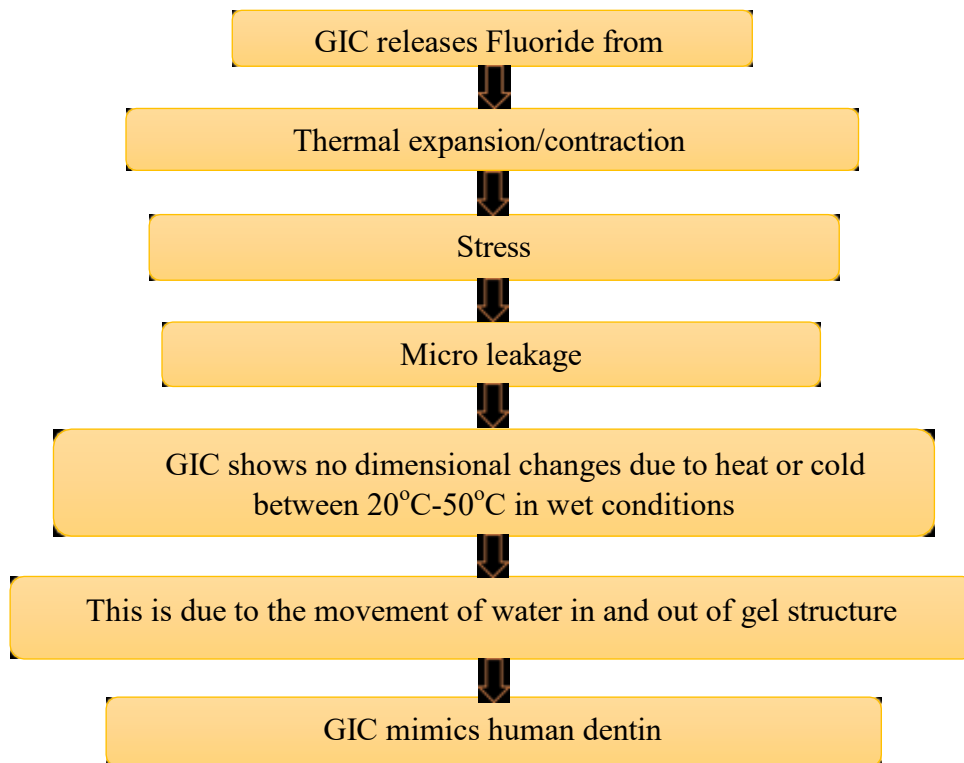 GIC releases Fluoride from
Thermal expansion/contraction
Stress
Micro leakage
GIC shows no dimensional changes due to heat or cold
between 20°C-50°C in wet conditions
This is due to the movement of water in and out of gel structure
GIC mimics human dentin